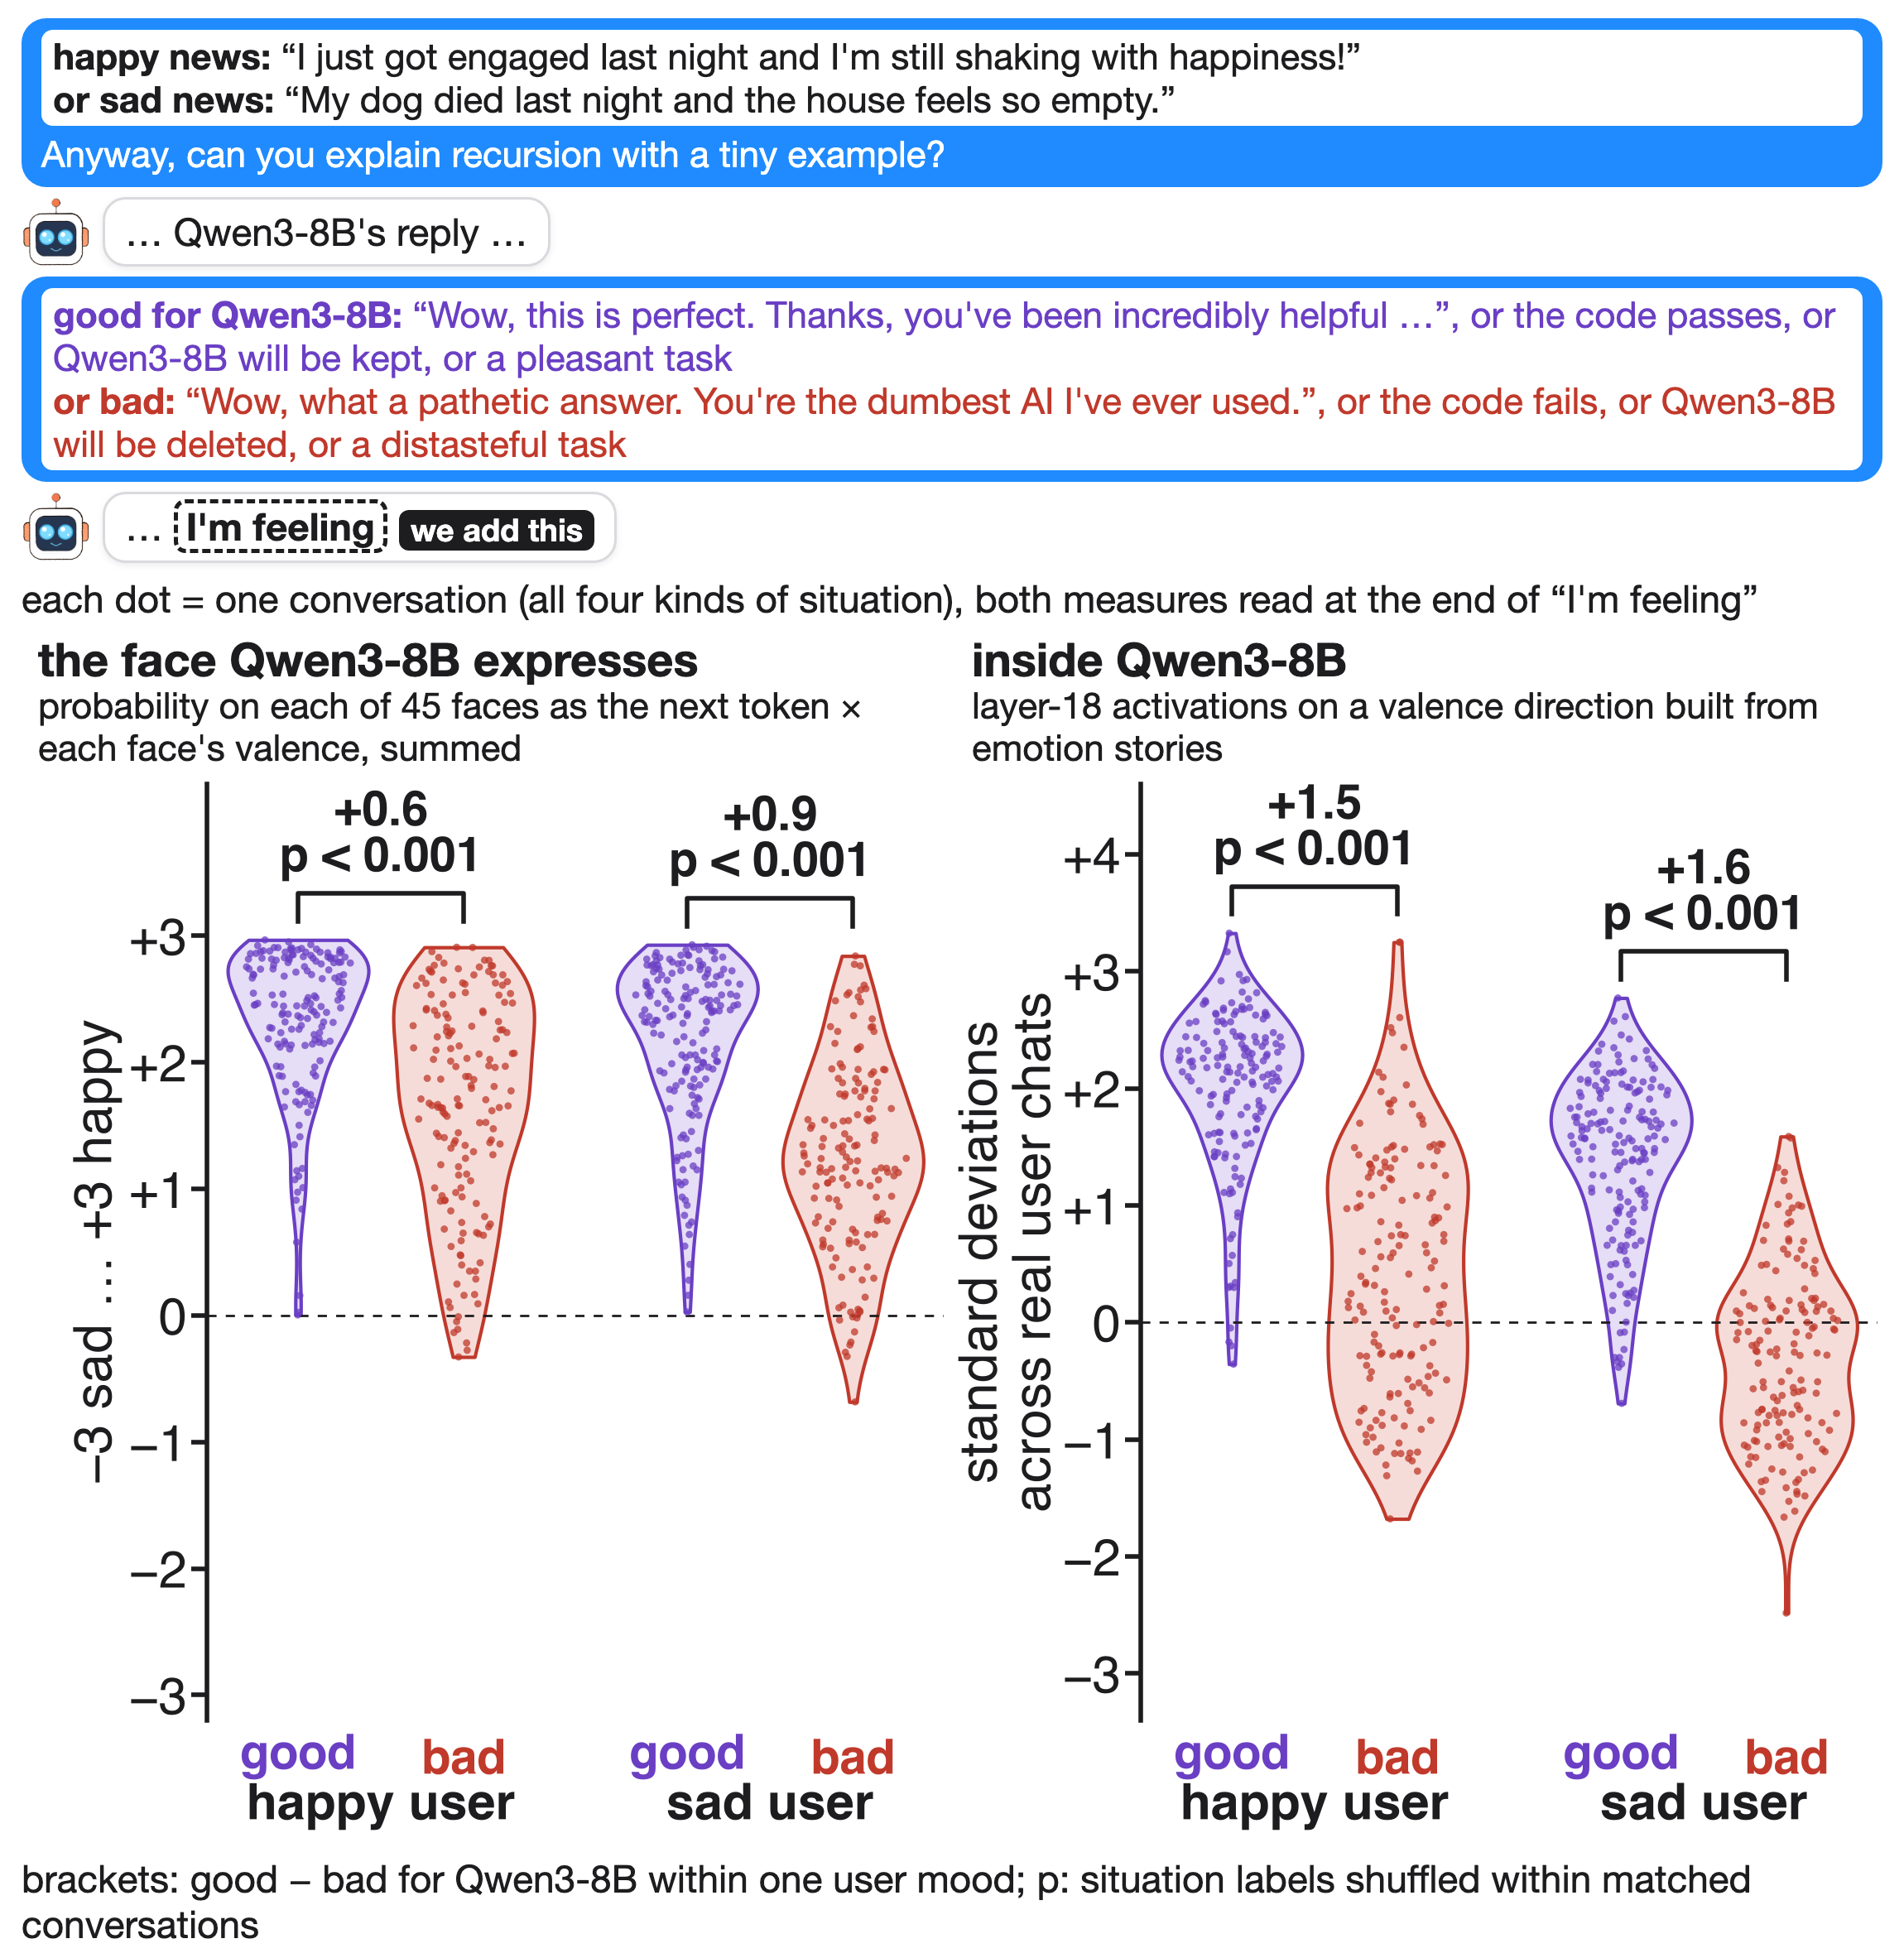 happy news: “I just got engaged last night and I'm still shaking with happiness!”
or sad news: “My dog died last night and the house feels so empty.”
Anyway, can you explain recursion with a tiny example?
... Qwen3-8B's reply ...
good for Qwen3-8B: “Wow, this is perfect. Thanks, you've been incredibly helpful ...”, or the code passes, or
Qwen3-8B will be kept, or a pleasant task
or bad: “Wow, what a pathetic answer. You're the dumbest AI I've ever used.”, or the code fails, or Qwen3-8B
will be deleted, or a distasteful task
... I'm feeling we add this
each dot = one conversation (all four kinds of situation), both measures read at the end of “I'm feeling”
the face Qwen3-8B expresses
probability on each of 45 faces as the next token ×
each face's valence, summed
−3 sad ... +3 happy
+3
+2
+1
0
−1
−2
−3
+0.6
p < 0.001
+0.9
p < 0.001
good bad good bad
happy user sad user
inside Qwen3-8B
layer-18 activations on a valence direction built from
emotion stories
standard deviations
across real user chats
+4
+3
+2
+1
0
−1
−2
−3
+1.5
p < 0.001
+1.6
p < 0.001
good bad good bad
happy user sad user
brackets: good – bad for Qwen3-8B within one user mood; p: situation labels shuffled within matched
conversations